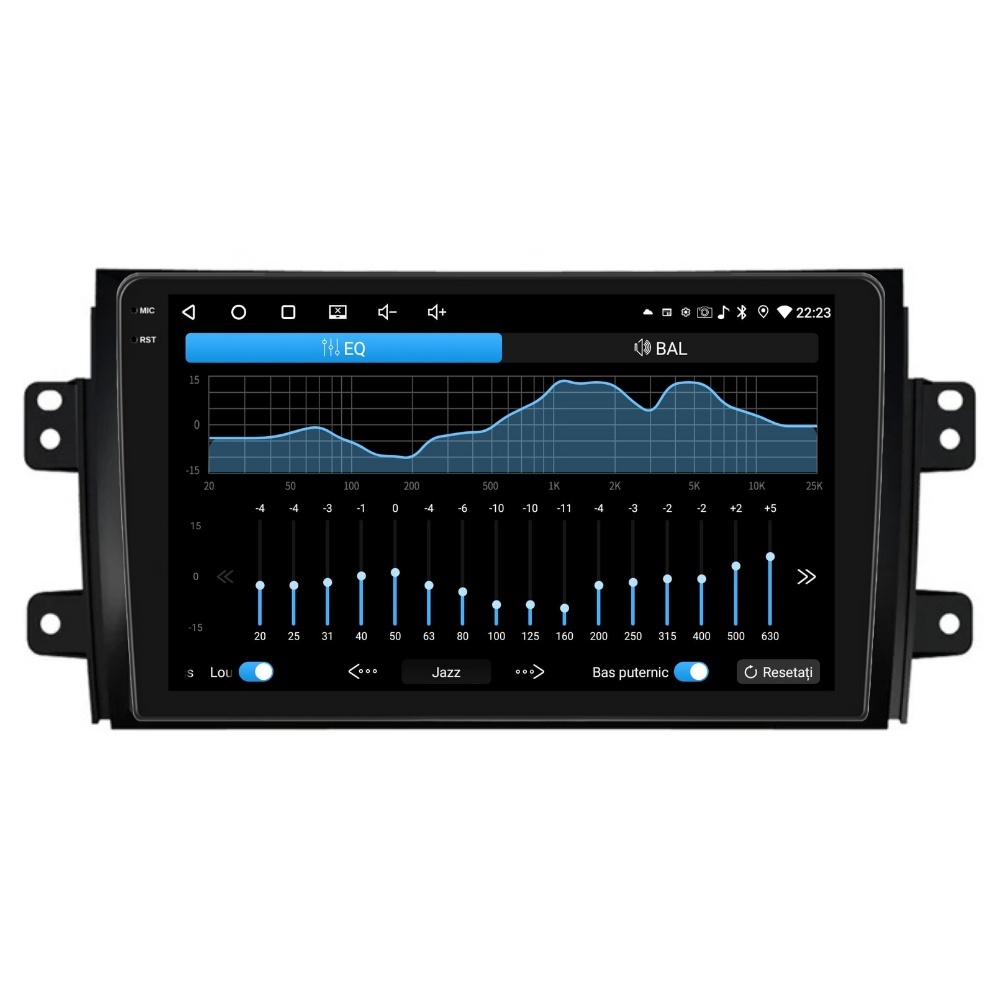 MIC
RST
22:23
EQ
BAL
15
0
-15
20 50 100 200 500 1K 2K 5K 10K 25K
-4 -4 -3 -1 0 -4 -6 -10 -10 -11 -4 -3 -2 -2 +2 +5
15
0
-15
20 25 31 40 50 63 80 100 125 160 200 250 315 400 500 630
s Lou Jazz Bas puternic Resetați